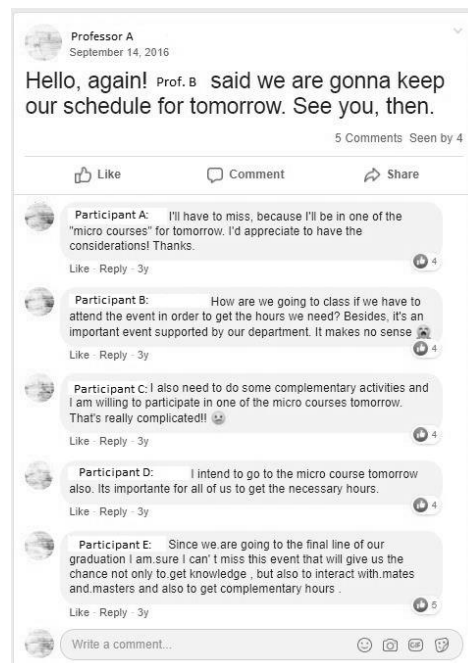 Professor A
September 14, 2016
Hello, again! Prof. B said we are gonna keep
our schedule for tomorrow. See you, then.
5 Comments Seen by 4
Like Comment Share
Participant A: I'll have to miss, because I'll be in one of the
"micro courses" for tomorrow. I'd appreciate to have the
considerations! Thanks.
4
Like · Reply · 3y
Participant B: How are we going to class if we have to
attend the event in order to get the hours we need? Besides, it's an
important event supported by our department. It makes no sense
4
Like · Reply · 3y
Participant C: I also need to do some complementary activities and
I am willing to participate in one of the micro courses tomorrow.
That's really complicated!!
4
Like · Reply · 3y
Participant D: I intend to go to the micro course tomorrow
also. Its importante for all of us to get the necessary hours.
4
Like · Reply · 3y
Participant E: Since we.are going to the final line of our
graduation I am.sure I can' t miss this event that will give us the
chance not only to.get knowledge , but also to interact with.mates
and.masters and also to get complementary hours .
5
Like · Reply · 3y
Write a comment...
GIF